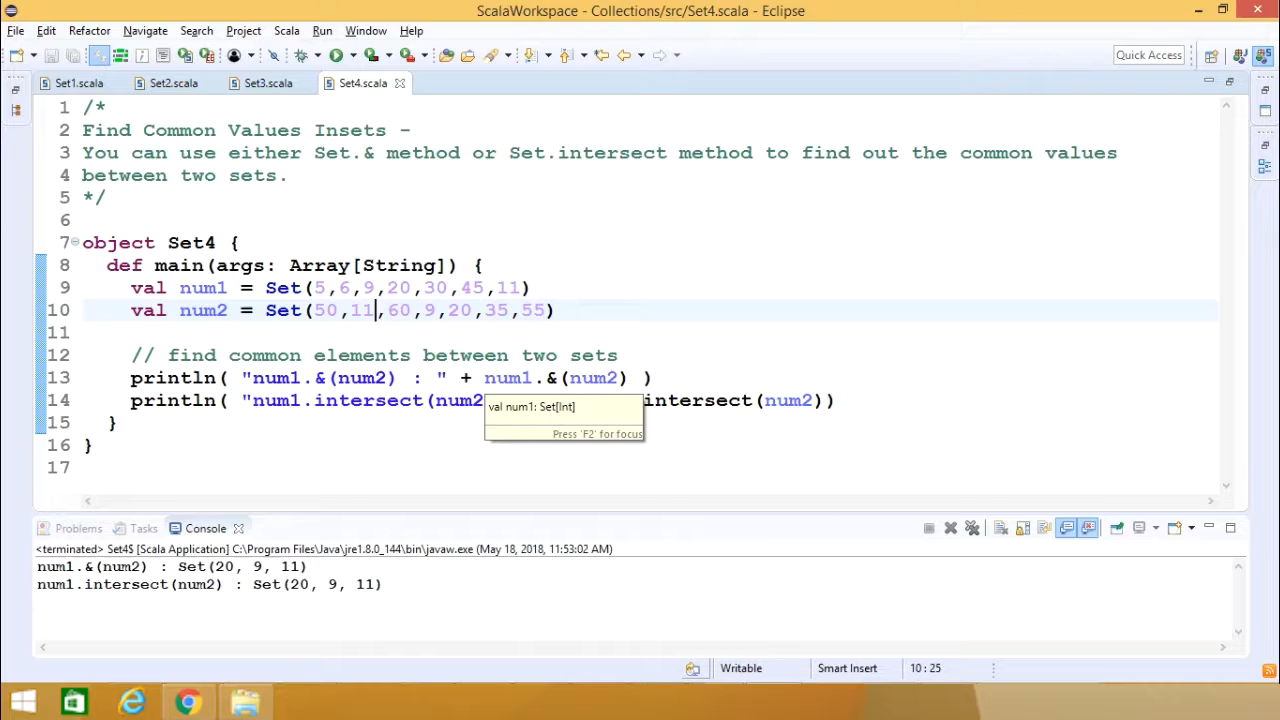 ScalaWorkspace - Collections/src/Set4.scala - Eclipse
File Edit Refactor Navigate Search Project Scala Run Window Help
Quick Access
Set1.scala Set2.scala Set3.scala Set4.scala
1 /*
2 Find Common Values Insets -
3 You can use either Set.& method or Set.intersect method to find out the common values
4 between two sets.
5 */
6
7 object Set4 {
8 def main(args: Array[String]) {
9 val num1 = Set(5,6,9,20,30,45,11)
10 val num2 = Set(50,11,60,9,20,35,55)
11
12 // find common elements between two sets
13 println( "num1.&(num2) : " + num1.&(num2) )
14 println( "num1.intersect(num2 intersect(num2))
val num1: Set[Int]
Press 'F2' for focus
15 }
16 }
17
Problems Tasks Console
<terminated> Set4$ [Scala Application] C:\Program Files\Java\jre1.8.0_144\bin\javaw.exe (May 18, 2018, 11:53:02 AM)
num1.&(num2) : Set(20, 9, 11)
num1.intersect(num2) : Set(20, 9, 11)
Writable Smart Insert 10 : 25